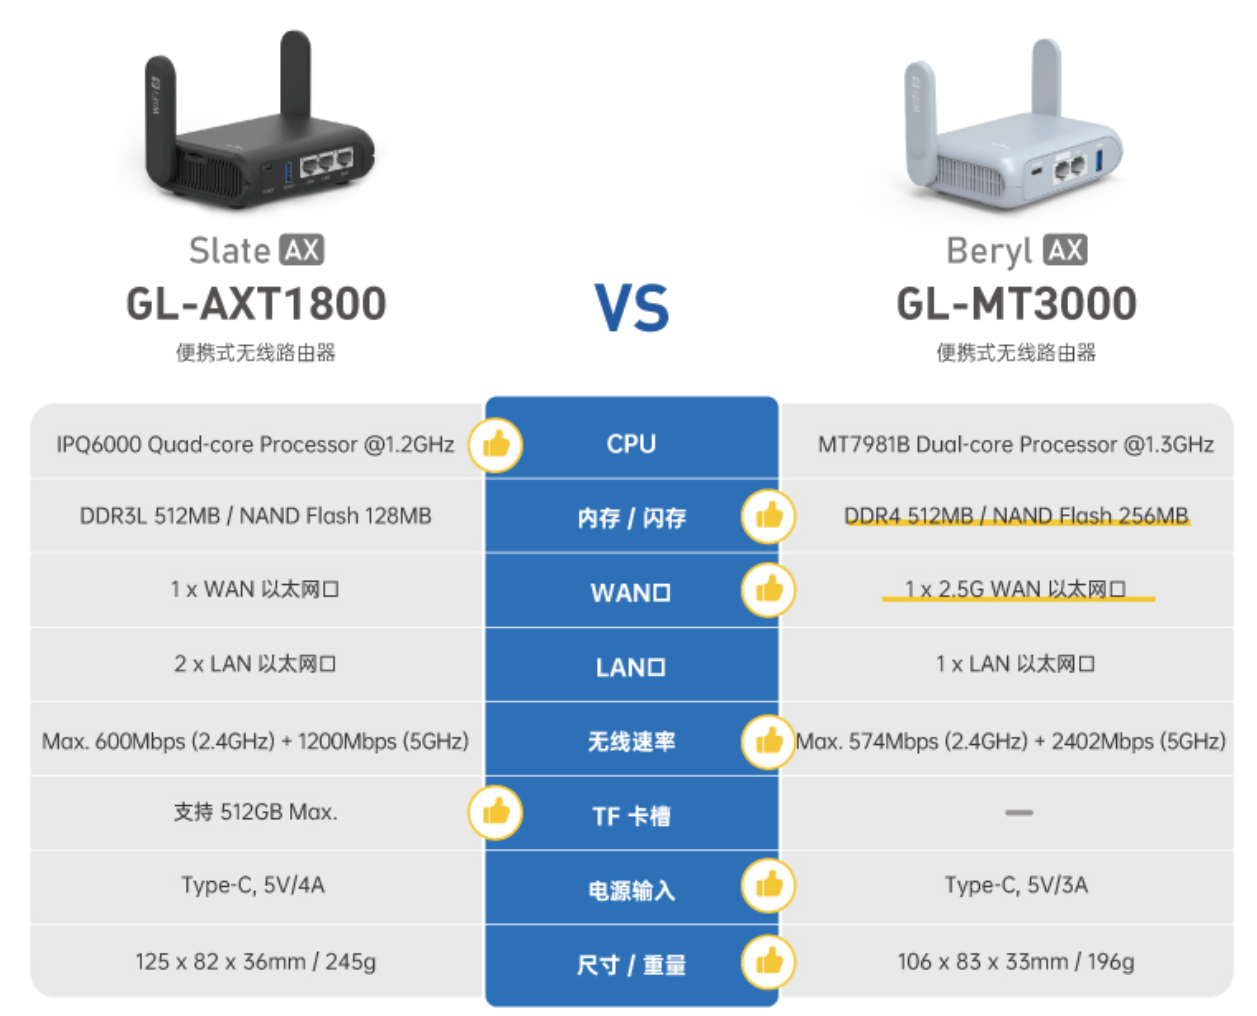 WiFi 6
WiFi 6
Slate AX
Beryl AX
GL-AXT1800
VS
GL-MT3000
便携式无线路由器
便携式无线路由器
IPQ6000 Quad-core Processor @1.2GHz
CPU
MT7981B Dual-core Processor @1.3GHz
DDR3L 512MB / NAND Flash 128MB
内存 / 闪存
DDR4 512MB / NAND Flash 256MB
1 x WAN 以太网口
WAN口
1 x 2.5G WAN 以太网口
2 x LAN 以太网口
LAN口
1 x LAN 以太网口
Max. 600Mbps (2.4GHz) + 1200Mbps (5GHz)
无线速率
Max. 574Mbps (2.4GHz) + 2402Mbps (5GHz)
支持 512GB Max.
TF 卡槽
—
Type-C, 5V/4A
电源输入
Type-C, 5V/3A
125 x 82 x 36mm / 245g
尺寸 / 重量
106 x 83 x 33mm / 196g